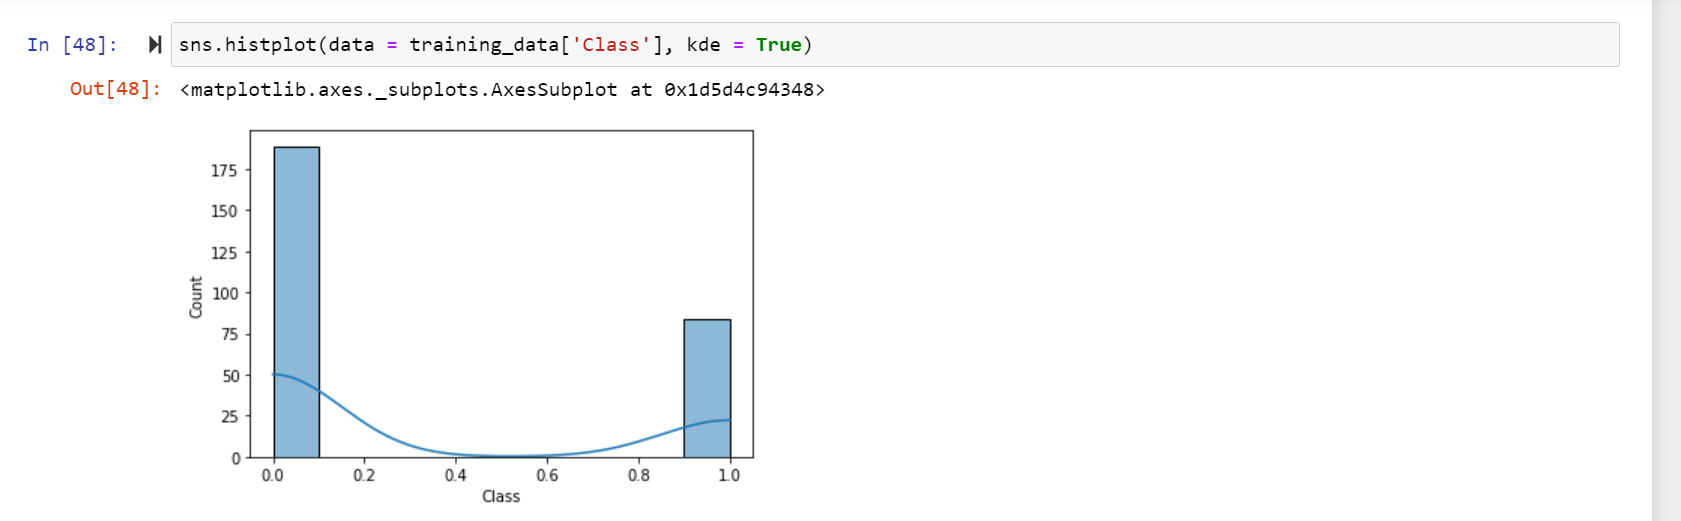 In [48]: sns.histplot(data = training_data['Class'], kde = True)
Out[48]: <matplotlib.axes._subplots.AxesSubplot at 0x1d5d4c94348>
175
150
125
100
75
50
25
0
Count
0.0 0.2 0.4 0.6 0.8 1.0
Class